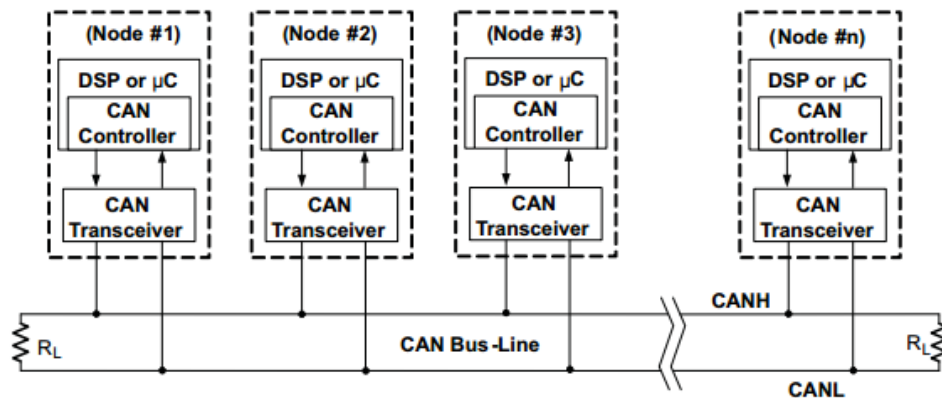 (Node #1)
DSP or µC
CAN
Controller
CAN
Transceiver
(Node #2)
DSP or µC
CAN
Controller
CAN
Transceiver
(Node #3)
DSP or µC
CAN
Controller
CAN
Transceiver
(Node #n)
DSP or µC
CAN
Controller
CAN
Transceiver
CANH
RL
CAN Bus-Line
RL
CANL